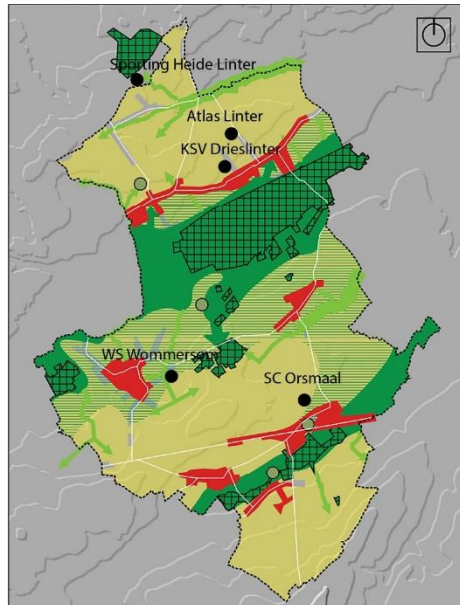 Sporting Heide Linter
Atlas Linter
KSV Drieslinter
WS Wommersom
SC Orsmaal